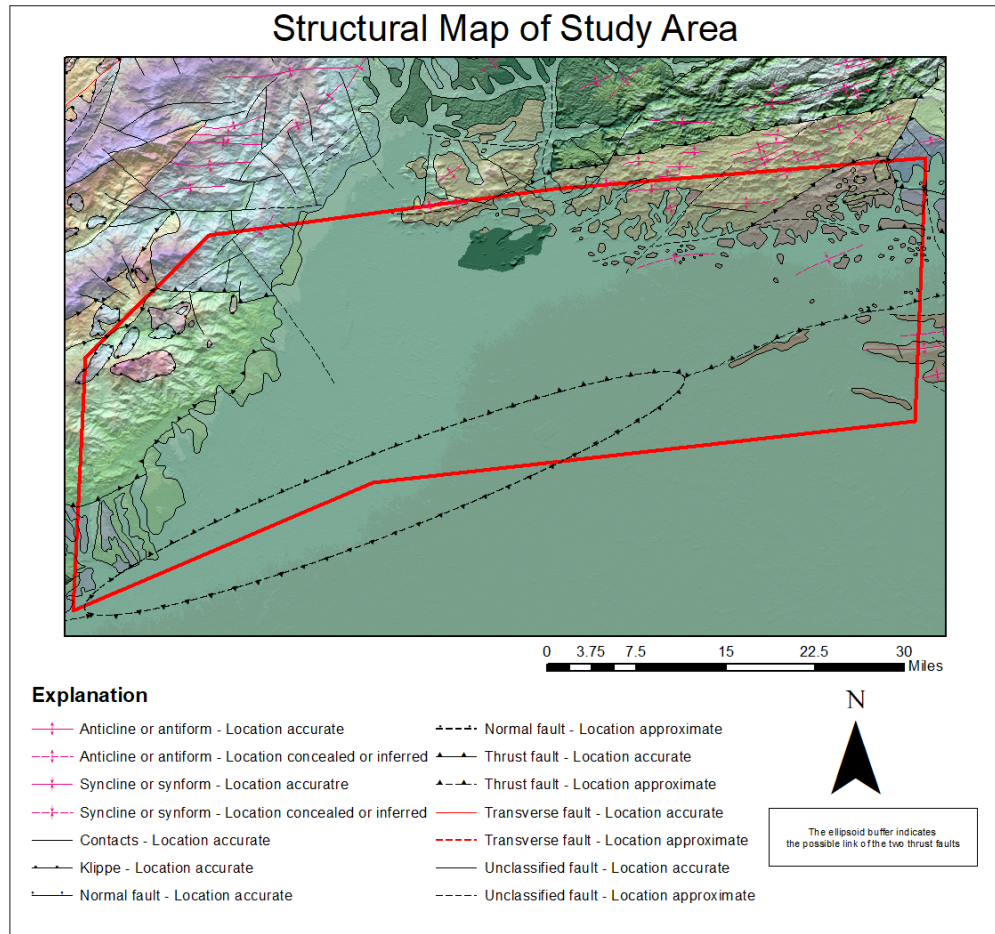 Structural Map of Study Area
0 3.75 7.5 15 22.5 30
Miles
Explanation
Anticline or antiform - Location accurate
Anticline or antiform - Location concealed or inferred
Syncline or synform - Location accuratre
Syncline or synform - Location concealed or inferred
Contacts - Location accurate
Klippe - Location accurate
Normal fault - Location accurate
Normal fault - Location approximate
Thrust fault - Location accurate
Thrust fault - Location approximate
Transverse fault - Location accurate
Transverse fault - Location approximate
Unclassified fault - Location accurate
Unclassified fault - Location approximate
N
The ellipsoid buffer indicates
the possible link of the two thrust faults